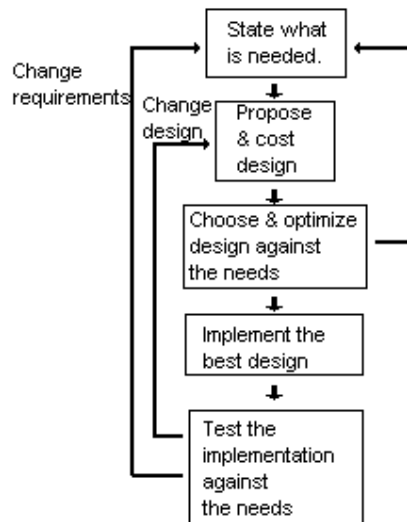 State what
is needed.
Change
requirements
Change
design
Propose
& cost
design
Choose & optimize
design against
the needs
Implement the
best design
Test the
implementation
against
the needs